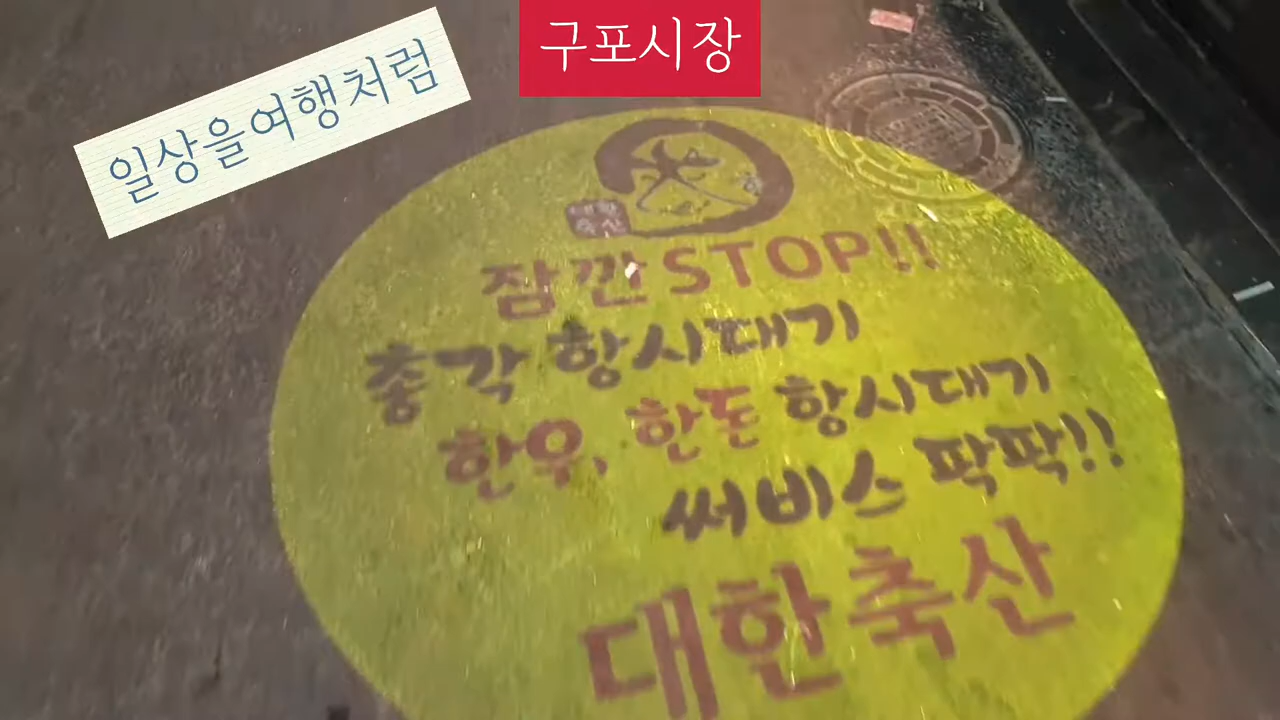 일상을여행처럼
구포시장
잠깐 STOP!!
총각 항시대기
한우, 한돈 항시대기
써비스 팍팍!!
대한축산